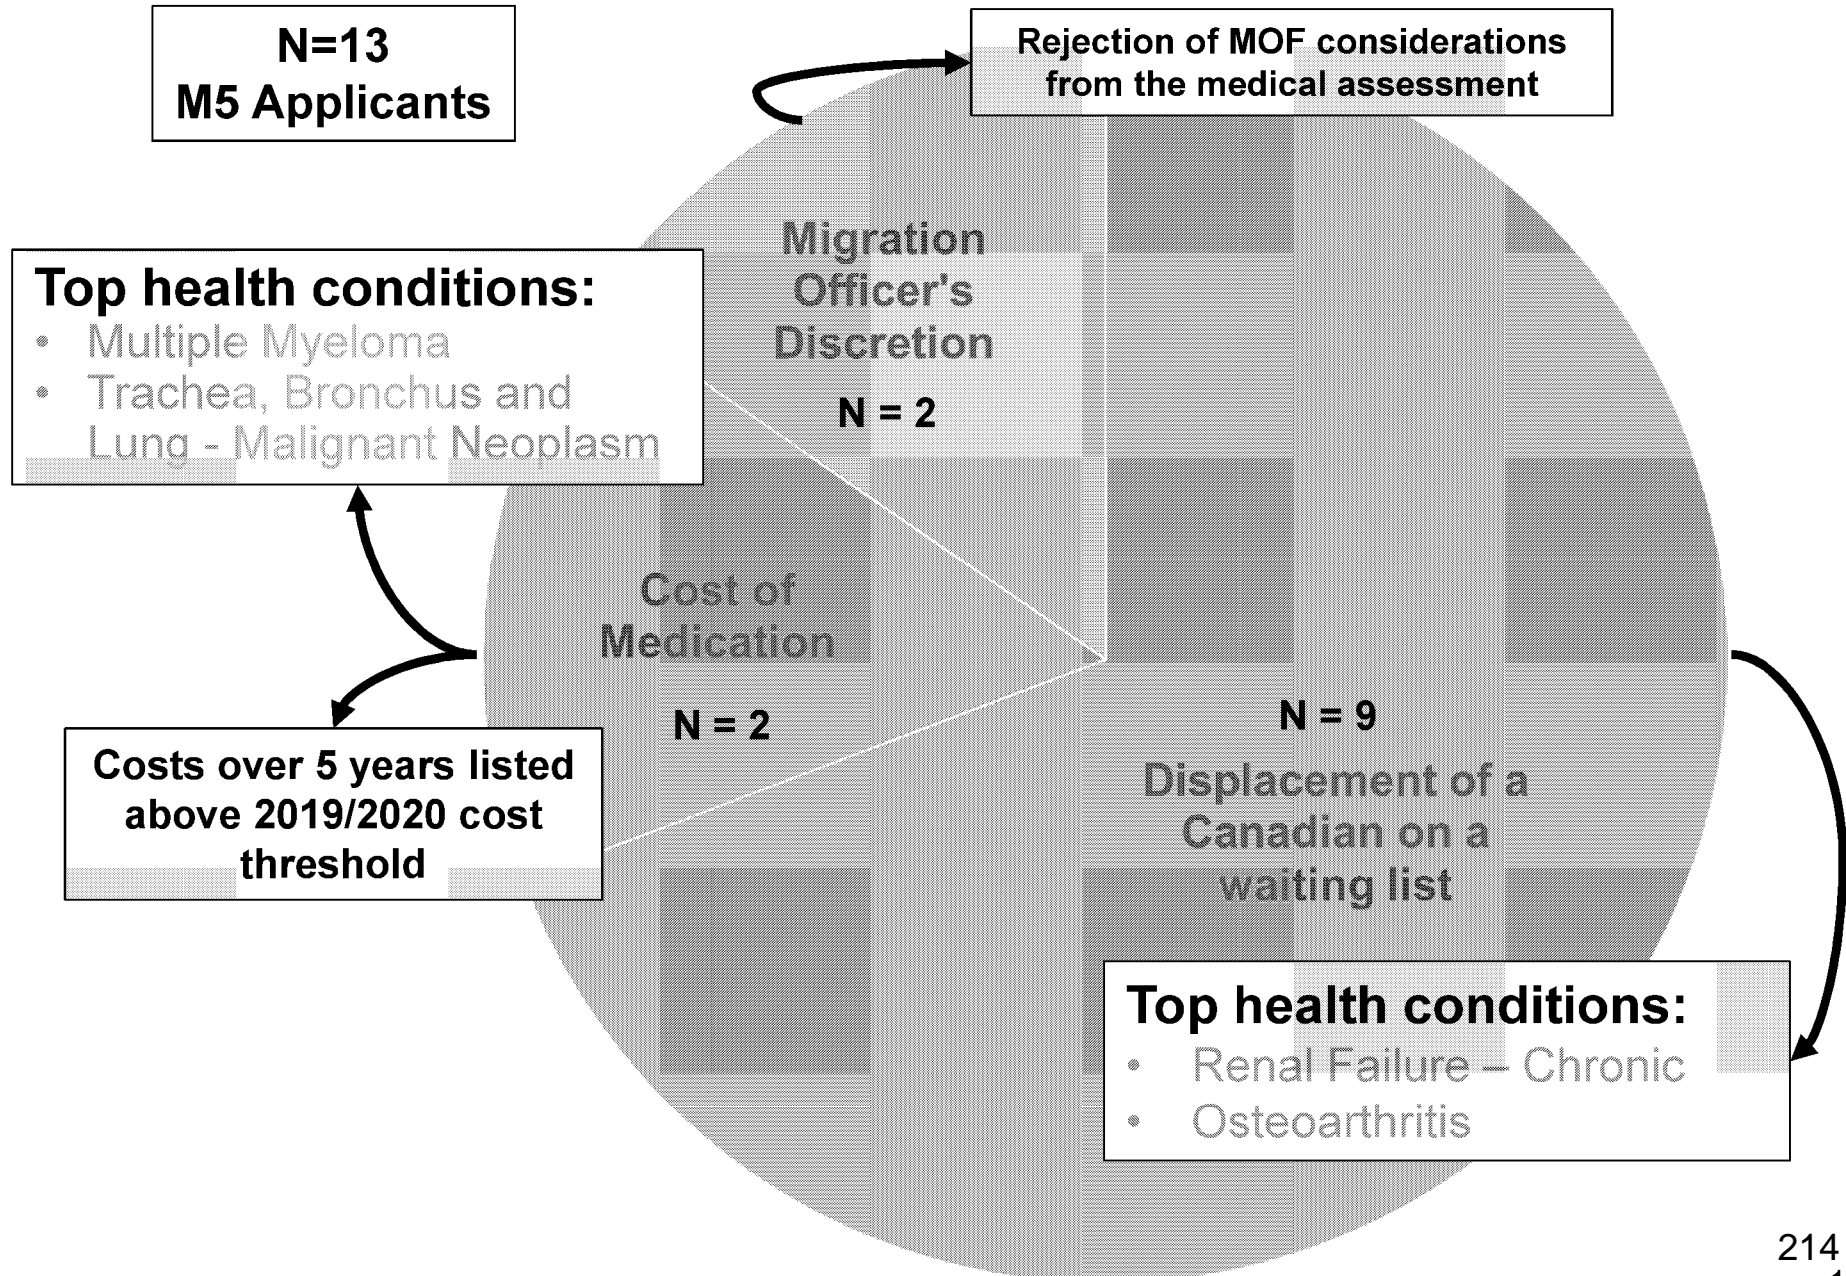 N=13
M5 Applicants
Rejection of MOF considerations
from the medical assessment
Migration
Officer's
Discretion
N = 2
Top health conditions:
• Multiple Myeloma
• Trachea, Bronchus and
Lung - Malignant Neoplasm
Cost of
Medication
N = 2
Costs over 5 years listed
above 2019/2020 cost
threshold
N = 9
Displacement of a
Canadian on a
waiting list
Top health conditions:
• Renal Failure – Chronic
• Osteoarthritis
214